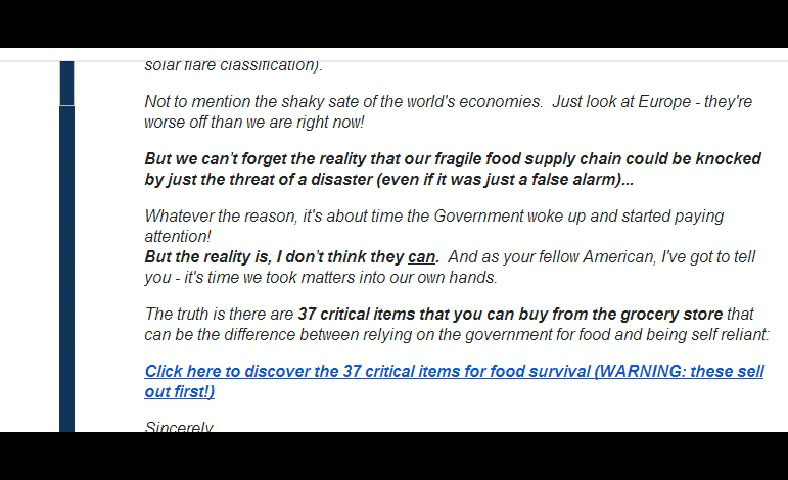 solar flare classification).
Not to mention the shaky sate of the world's economies.  Just look at Europe - they're
worse off than we are right now!
But we can't forget the reality that our fragile food supply chain could be knocked
by just the threat of a disaster (even if it was just a false alarm)...
Whatever the reason, it's about time the Government woke up and started paying
attention!
But the reality is, I don't think they can.  And as your fellow American, I've got to tell
you - it's time we took matters into our own hands.
The truth is there are 37 critical items that you can buy from the grocery store that
can be the difference between relying on the government for food and being self reliant:
Click here to discover the 37 critical items for food survival (WARNING: these sell
out first!)
Sincerely